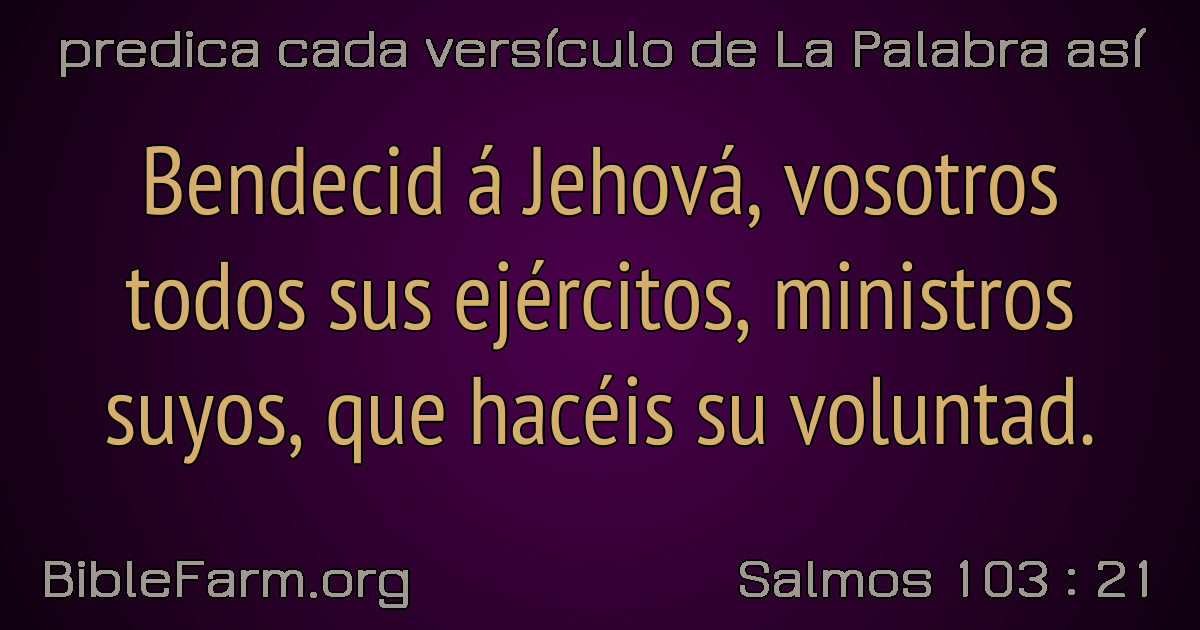 predica cada versículo de La Palabra así
Bendecid á Jehová, vosotros
todos sus ejércitos, ministros
suyos, que hacéis su voluntad.
BibleFarm.org
Salmos 103 : 21